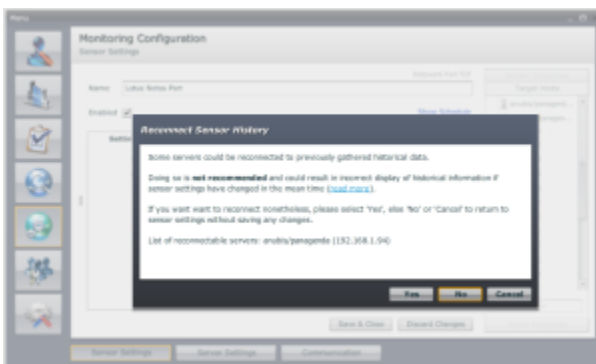 Menu
Monitoring Configuration
Sensor Settings
Name Lotus Notes Port
Enabled
Show Schedule
Reconnect Sensor History
Some servers could be reconnected to previously gathered historical data.
Doing so is not recommended and could result in incorrect display of historical information if
sensor settings have changed in the mean time (read more).
If you want want to reconnect nonetheless, please select 'Yes', else 'No' or 'Cancel' to return to
sensor settings without saving any changes.
List of reconnectable servers: anubis/panagenda (192.168.1.94)
Yes No Cancel
Save & Close Discard Changes
Sensor Settings Server Settings Communication